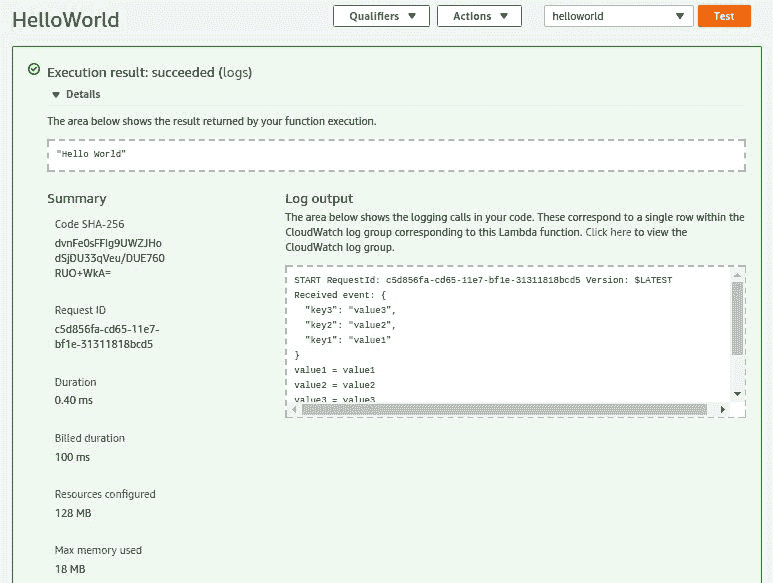 HelloWorld
Qualifiers
Actions
helloworld
Test
Execution result: succeeded (logs)
Details
The area below shows the result returned by your function execution.
"Hello World"
Summary
Code SHA-256
dvnFe0sFFIg9UWZJHo
dSjDU33qVeu/DUE760
RUO+WkA=
Request ID
c5d856fa-cd65-11e7-
bf1e-31311818bcd5
Duration
0.40 ms
Billed duration
100 ms
Resources configured
128 MB
Max memory used
18 MB
Log output
The area below shows the logging calls in your code. These correspond to a single row within the
CloudWatch log group corresponding to this Lambda function. Click here to view the
CloudWatch log group.
START RequestId: c5d856fa-cd65-11e7-bf1e-31311818bcd5 Version: $LATEST
Received event: {
  "key3": "value3",
  "key2": "value2",
  "key1": "value1"
}
value1 = value1
value2 = value2
value3 = value3